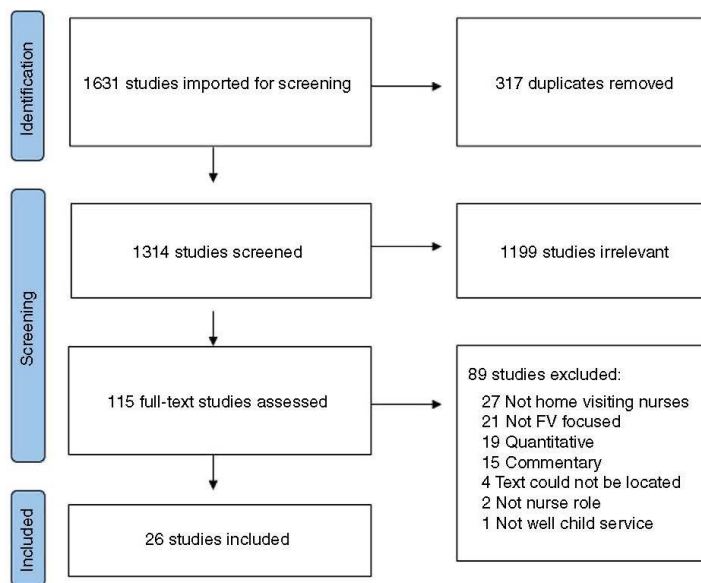 Identification
1631 studies imported for screening
317 duplicates removed
Screening
1314 studies screened
1199 studies irrelevant
115 full-text studies assessed
89 studies excluded:
27 Not home visiting nurses
21 Not FV focused
19 Quantitative
15 Commentary
4 Text could not be located
2 Not nurse role
1 Not well child service
Included
26 studies included